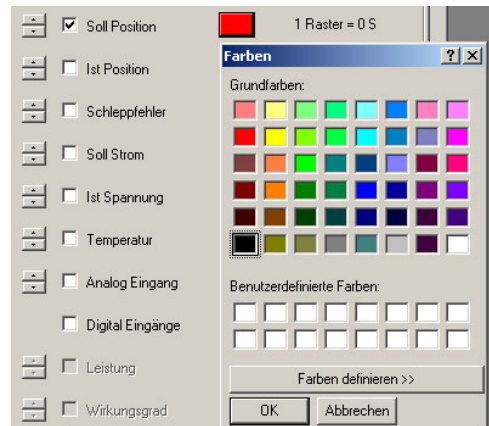 Soll Position
1 Raster = 0 S
Ist Position
Schleppfehler
Soll Strom
Ist Spannung
Temperatur
Analog Eingang
Digital Eingänge
Leistung
Wirkungsgrad
Farben
Grundfarben:
Benutzerdefinierte Farben:
Farben definieren >>
OK
Abbrechen